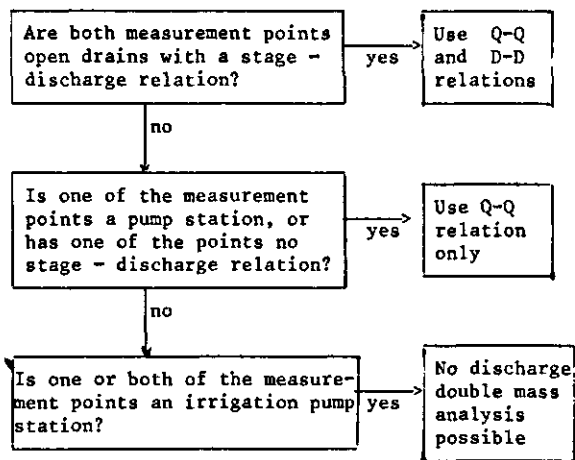 Are both measurement points
open drains with a stage -
discharge relation?
yes
Use Q-Q
and D-D
relations
no
Is one of the measurement
points a pump station, or
has one of the points no
stage - discharge relation?
yes
Use Q-Q
relation
only
no
Is one or both of the measure-
ment points an irrigation pump
station?
yes
No discharge
double mass
analysis
possible